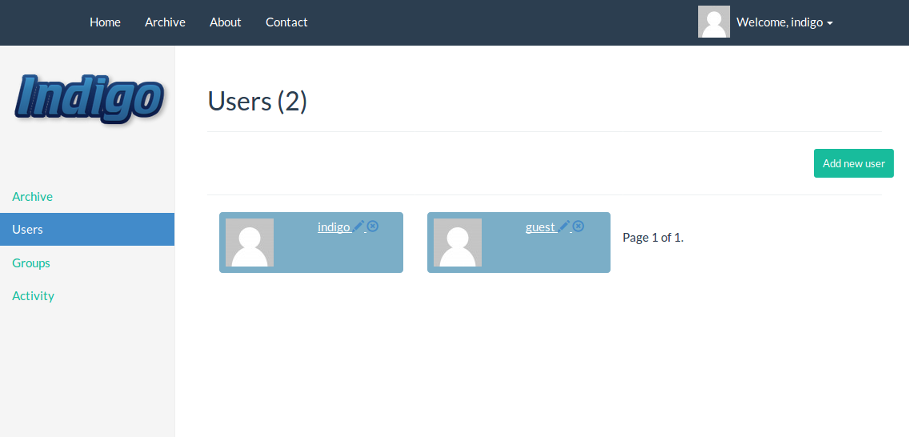 Home Archive About Contact Welcome, indigo
Indigo
Users (2)
Add new user
Archive
Users
Groups
Activity
indigo
guest
Page 1 of 1.